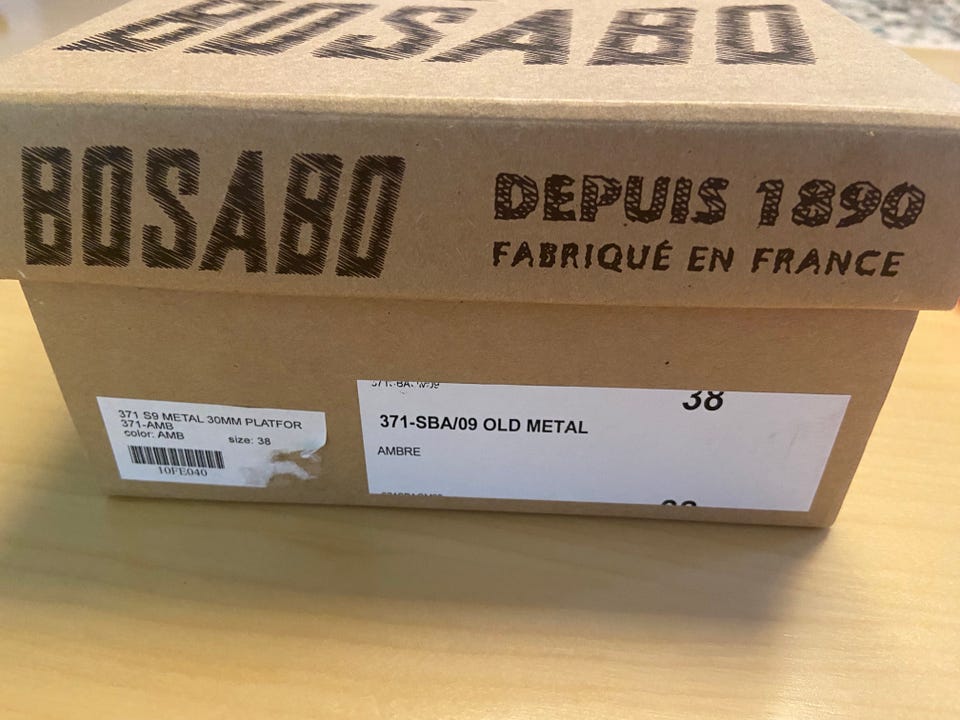 BOSABO
BOSABO
DEPUIS 1890
FABRIQUÉ EN FRANCE
371 S9 METAL 30MM PLATFOR
371-AMB
color: AMB size: 38
10FE040
38
371-SBA/09 OLD METAL
AMBRE